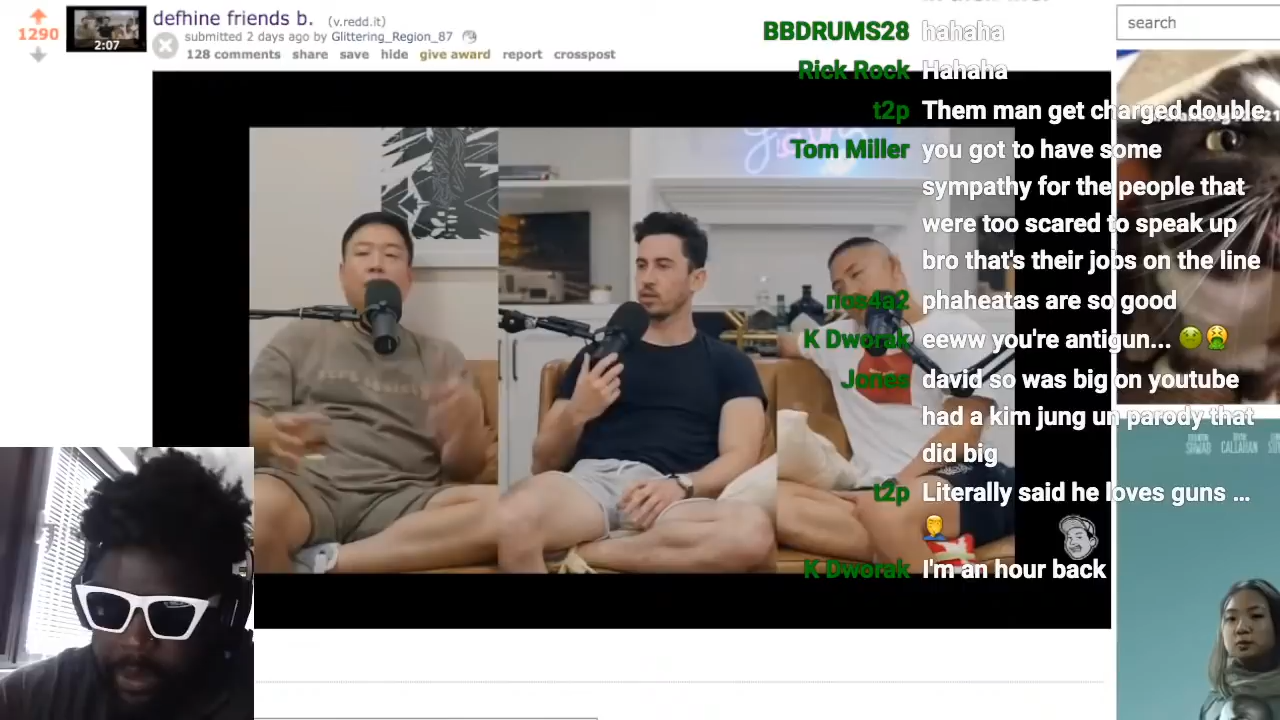 defhine friends b. (v.redd.it)
1290
2:07
submitted 2 days ago by Glittering_Region_87
128 comments share save hide give award report crosspost
search
BBDRUMS28 hahaha
Rick Rock Hahaha
t2p Them man get charged double
Tom Miller you got to have some
sympathy for the people that
were too scared to speak up
bro that's their jobs on the line
nos4a2 phaheatas are so good
K Dworak eeww you're antigun... 🤢🤮
Jones david so was big on youtube
had a kim jung un parody that
did big
t2p Literally said he loves guns ...
🤦‍♂️
K Dworak I'm an hour back
CALLAHAN